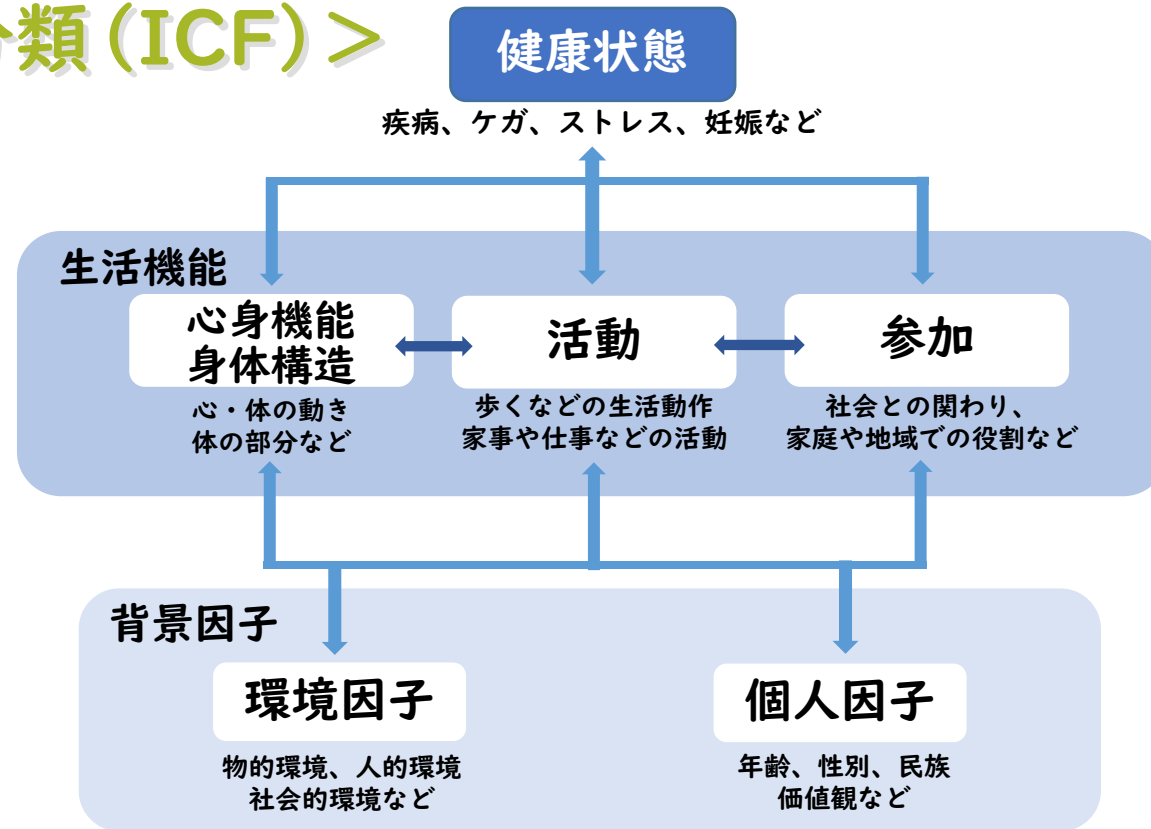 類(ICF)>
健康状態
疾病、ケガ、ストレス、妊娠など
生活機能
心身機能
身体構造
活動
参加
心・体の動き
体の部分など
歩くなどの生活動作
家事や仕事などの活動
社会との関わり、
家庭や地域での役割など
背景因子
環境因子
個人因子
物的環境、人的環境
社会的環境など
年齢、性別、民族
価値観など